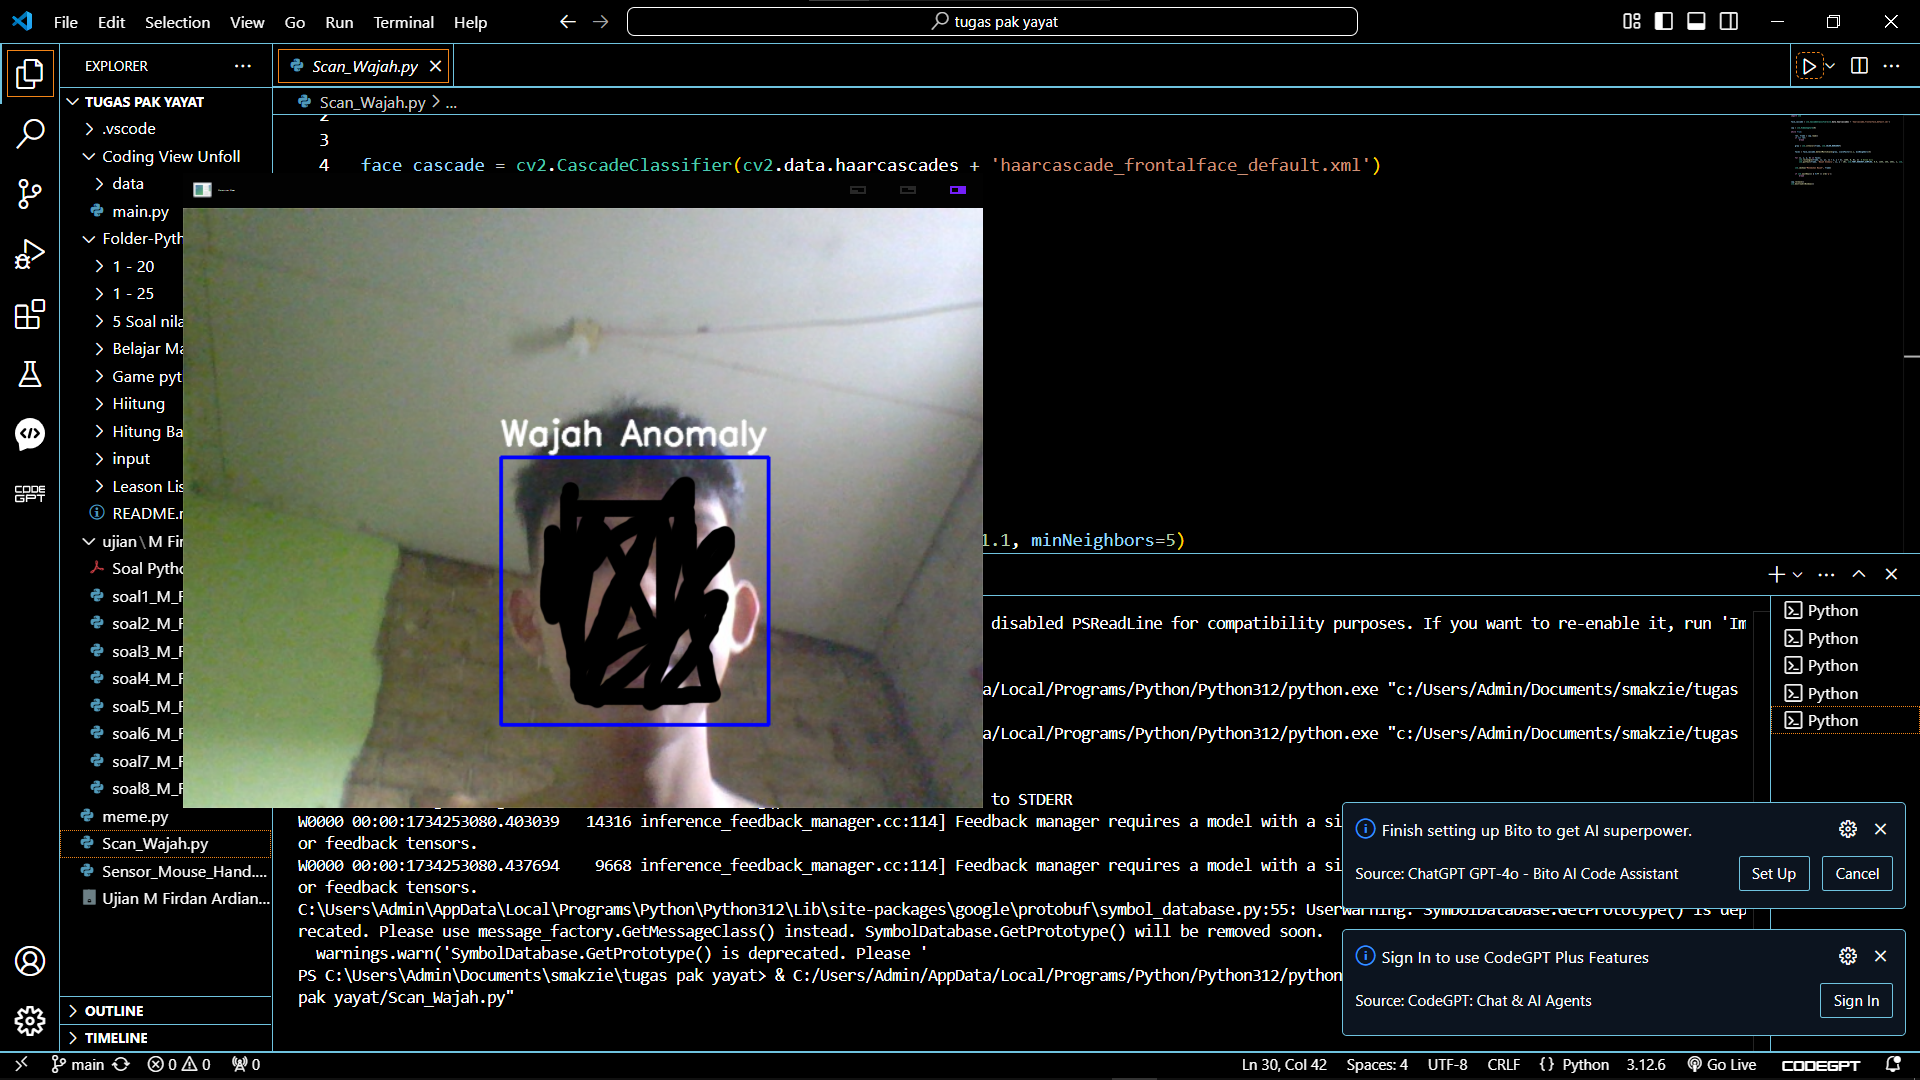 File Edit Selection View Go Run Terminal Help
tugas pak yayat
EXPLORER
TUGAS PAK YAYAT
.vscode
Coding View Unfoll
data
main.py
Folder-Pyth
1 - 20
1 - 25
5 Soal nila
Belajar Ma
Game pyt
Hiitung
Hitung Ba
input
Leason Lis
README.r
ujian\M Fir
Soal Pytho
soal1_M_F
soal2_M_F
soal3_M_F
soal4_M_F
soal5_M_F
soal6_M_F
soal7_M_F
soal8_M_F
meme.py
Scan_Wajah.py
Sensor_Mouse_Hand....
Ujian M Firdan Ardian...
OUTLINE
TIMELINE
CODE
GPT
Scan_Wajah.py
Scan_Wajah.py > ...
2
3
4 face cascade = cv2.CascadeClassifier(cv2.data.haarcascades + 'haarcascade_frontalface_default.xml')
Wajah Anomaly
1.1, minNeighbors=5)
disabled PSReadLine for compatibility purposes. If you want to re-enable it, run 'Im
a/Local/Programs/Python/Python312/python.exe "c:/Users/Admin/Documents/smakzie/tugas
a/Local/Programs/Python/Python312/python.exe "c:/Users/Admin/Documents/smakzie/tugas
to STDERR
W0000 00:00:1734253080.403039 14316 inference_feedback_manager.cc:114] Feedback manager requires a model with a si
or feedback tensors.
W0000 00:00:1734253080.437694 9668 inference_feedback_manager.cc:114] Feedback manager requires a model with a si
or feedback tensors.
C:\Users\Admin\AppData\Local\Programs\Python\Python312\Lib\site-packages\google\protobuf\symbol_database.py:55: UserWarning: SymbolDatabase.GetPrototype() is dep
recated. Please use message_factory.GetMessageClass() instead. SymbolDatabase.GetPrototype() will be removed soon.
warnings.warn('SymbolDatabase.GetPrototype() is deprecated. Please '
PS C:\Users\Admin\Documents\smakzie\tugas pak yayat> & C:/Users/Admin/AppData/Local/Programs/Python/Python312/python
pak yayat/Scan_Wajah.py"
Python
Python
Python
Python
Python
Finish setting up Bito to get AI superpower.
Source: ChatGPT GPT-4o - Bito AI Code Assistant
Set Up Cancel
Sign In to use CodeGPT Plus Features
Source: CodeGPT: Chat & AI Agents
Sign In
main 0 0 0 Ln 30, Col 42 Spaces: 4 UTF-8 CRLF {} Python 3.12.6 Go Live CODEGPT